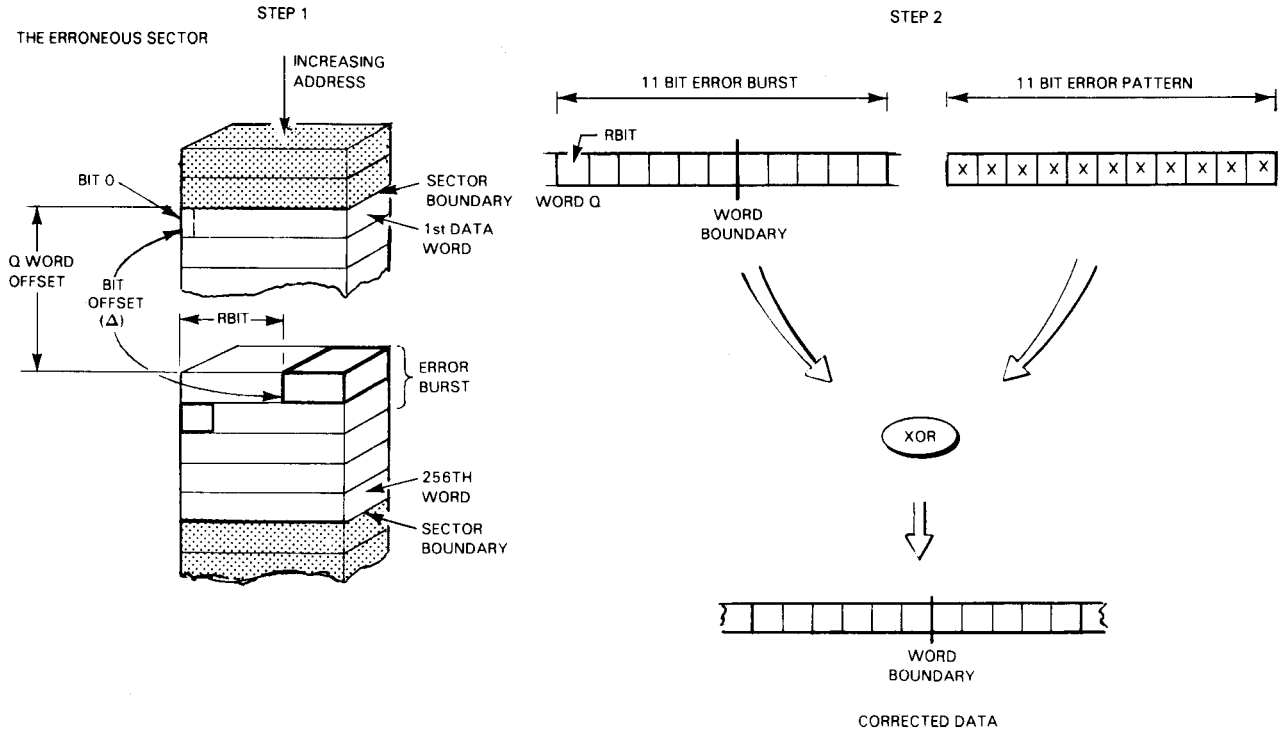 STEP 1
THE ERRONEOUS SECTOR
INCREASING
ADDRESS
BIT 0
SECTOR
BOUNDARY
1st DATA
WORD
Q WORD
OFFSET
BIT
OFFSET
(Δ)
RBIT
ERROR
BURST
256TH
WORD
SECTOR
BOUNDARY
STEP 2
11 BIT ERROR BURST
11 BIT ERROR PATTERN
RBIT
X X X X X X X X X X X
WORD Q
WORD
BOUNDARY
XOR
WORD
BOUNDARY
CORRECTED DATA